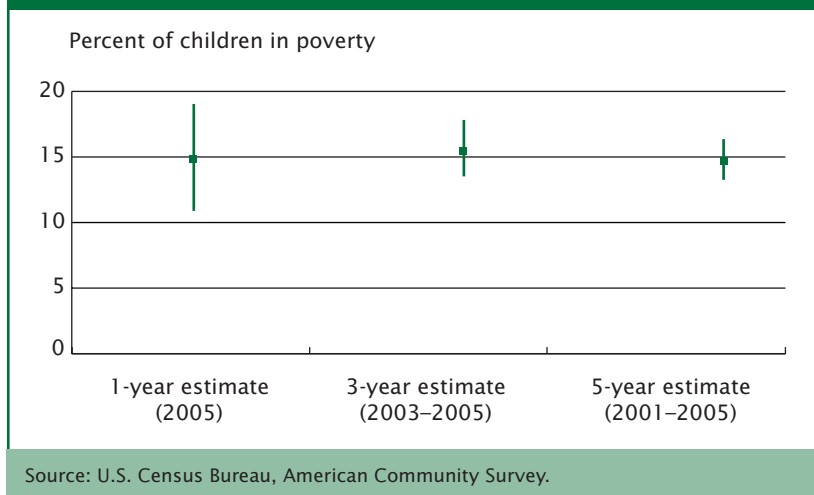 Percent of children in poverty
20
15
10
5
0
1-year estimate
(2005)
3-year estimate
(2003–2005)
5-year estimate
(2001–2005)
Source: U.S. Census Bureau, American Community Survey.